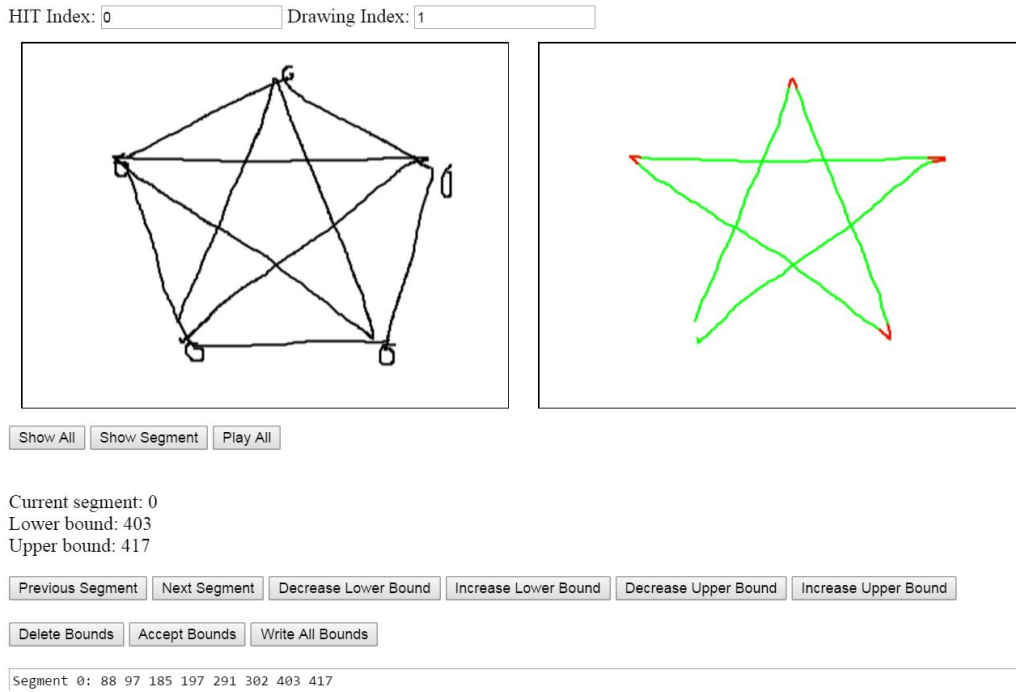 HIT Index: 0 Drawing Index: 1
Show All Show Segment Play All
Current segment: 0
Lower bound: 403
Upper bound: 417
Previous Segment Next Segment Decrease Lower Bound Increase Lower Bound Decrease Upper Bound Increase Upper Bound
Delete Bounds Accept Bounds Write All Bounds
Segment 0: 88 97 185 197 291 302 403 417